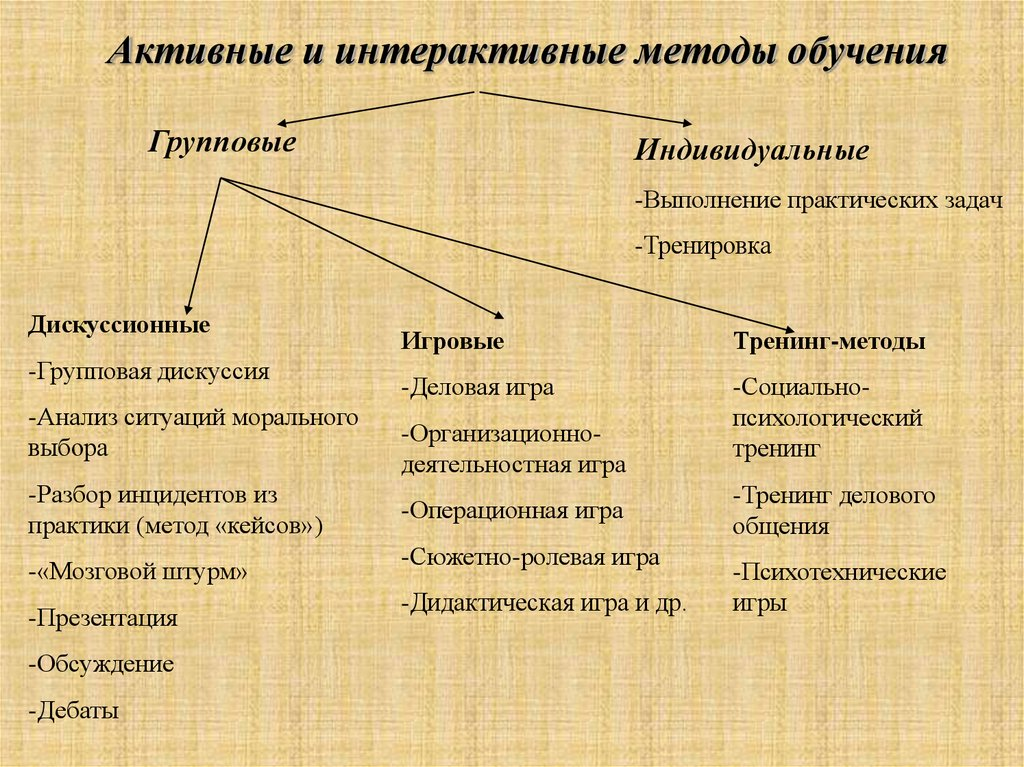 Активные и интерактивные методы обучения
Групповые
Индивидуальные
-Выполнение практических задач
-Тренировка
Дискуссионные
-Групповая дискуссия
-Анализ ситуаций морального
выбора
-Разбор инцидентов из
практики (метод «кейсов»)
-«Мозговой штурм»
-Презентация
-Обсуждение
-Дебаты
Игровые
-Деловая игра
-Организационно-
деятельностная игра
-Операционная игра
-Сюжетно-ролевая игра
-Дидактическая игра и др.
Тренинг-методы
-Социально-
психологический
тренинг
-Тренинг делового
общения
-Психотехнические
игры